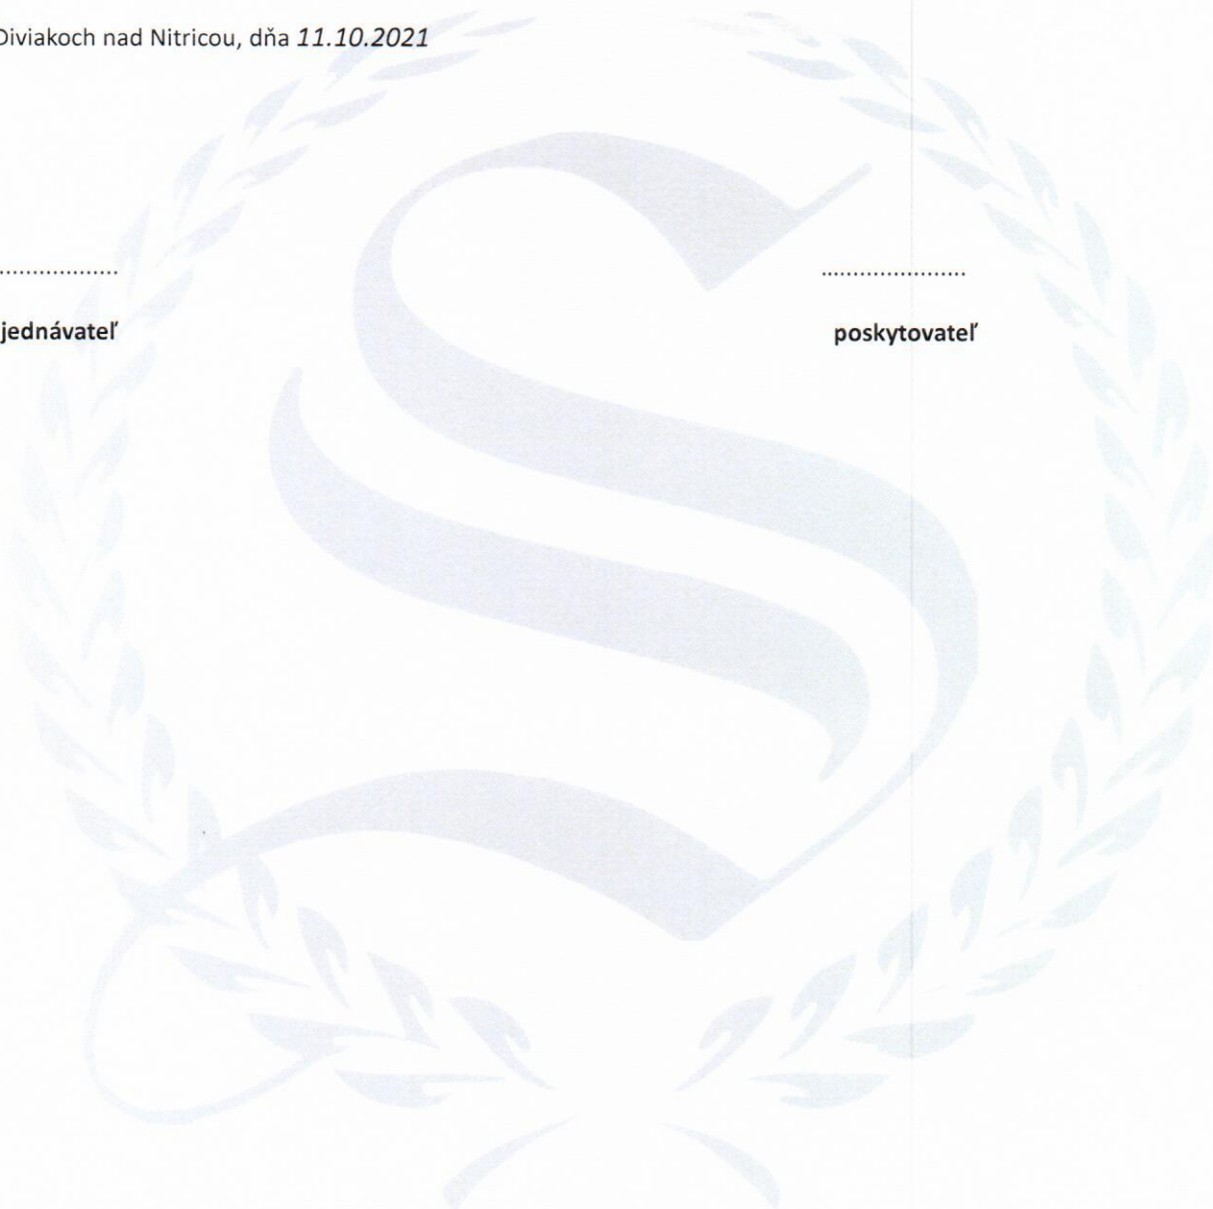 Diviakoch nad Nitricou, dňa 11.10.2021
.................. .......................
jednávateľ poskytovateľ